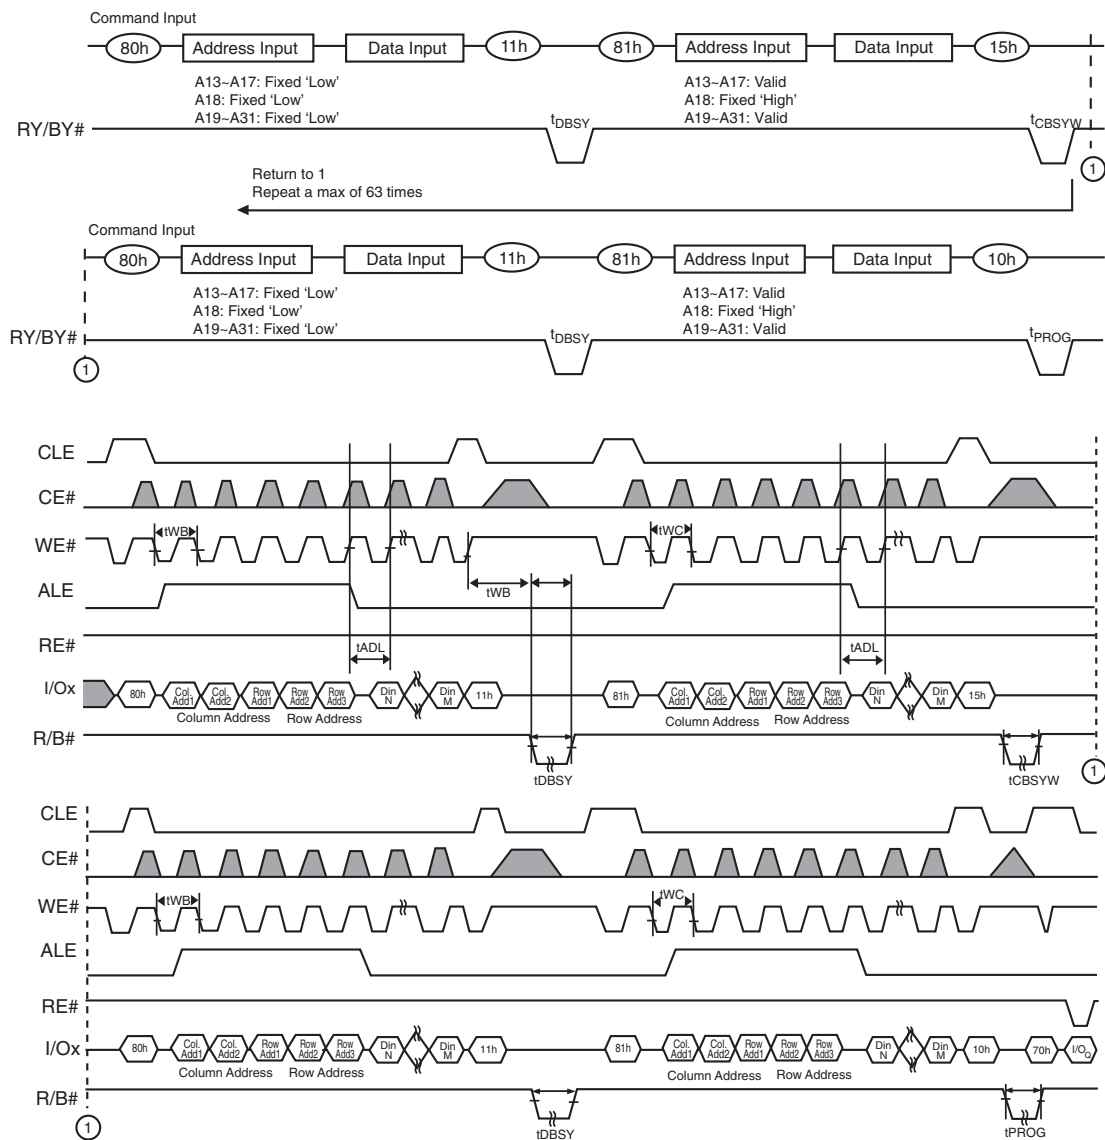 Command Input
80h Address Input Data Input 11h 81h Address Input Data Input 15h
A13~A17: Fixed ‘Low’ A13~A17: Valid
A18: Fixed ‘Low’ A18: Fixed ‘High’
A19~A31: Fixed ‘Low’ A19~A31: Valid
RY/BY# tDBSY tCBSYW
1
Return to 1
Repeat a max of 63 times
Command Input
80h Address Input Data Input 11h 81h Address Input Data Input 10h
A13~A17: Fixed ‘Low’ A13~A17: Valid
A18: Fixed ‘Low’ A18: Fixed ‘High’
A19~A31: Fixed ‘Low’ A19~A31: Valid
RY/BY# tDBSY tPROG
1
CLE
CE#
WE# tWB tWC
ALE tWB
RE# tADL tADL
I/Ox 80h Col. Add1 Col. Add2 Row Add1 Row Add2 Row Add3 Din N Din M 11h 81h Col. Add1 Col. Add2 Row Add1 Row Add2 Row Add3 Din N Din M 15h
Column Address Row Address Column Address Row Address
R/B# tDBSY tCBSYW
1
CLE
CE#
WE# tWB tWC
ALE
RE#
I/Ox 80h Col. Add1 Col. Add2 Row Add1 Row Add2 Row Add3 Din N Din M 11h 81h Col. Add1 Col. Add2 Row Add1 Row Add2 Row Add3 Din N Din M 10h 70h I/OQ
Column Address Row Address Column Address Row Address
R/B# tDBSY tPROG
1